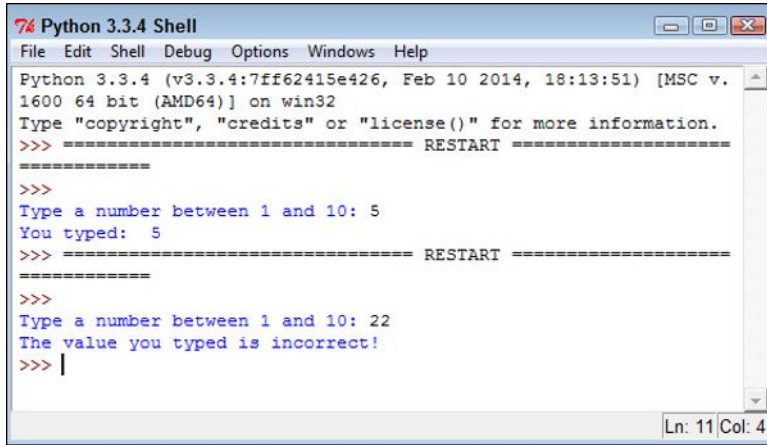 Python 3.3.4 Shell
File Edit Shell Debug Options Windows Help
Python 3.3.4 (v3.3.4:7ff62415e426, Feb 10 2014, 18:13:51) [MSC v.
1600 64 bit (AMD64)] on win32
Type "copyright", "credits" or "license()" for more information.
>>> ================================ RESTART ====================
============
>>>
Type a number between 1 and 10: 5
You typed:  5
>>> ================================ RESTART ====================
============
>>>
Type a number between 1 and 10: 22
The value you typed is incorrect!
>>>
Ln: 11 Col: 4